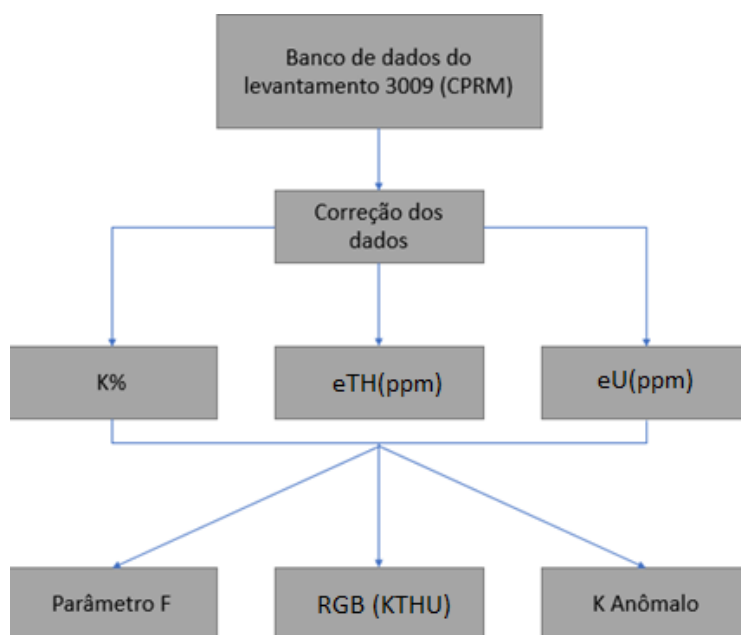 Banco de dados do
levantamento 3009 (CPRM)
Correção dos
dados
K%
eTH(ppm)
eU(ppm)
Parâmetro F
RGB (KTHU)
K Anômalo